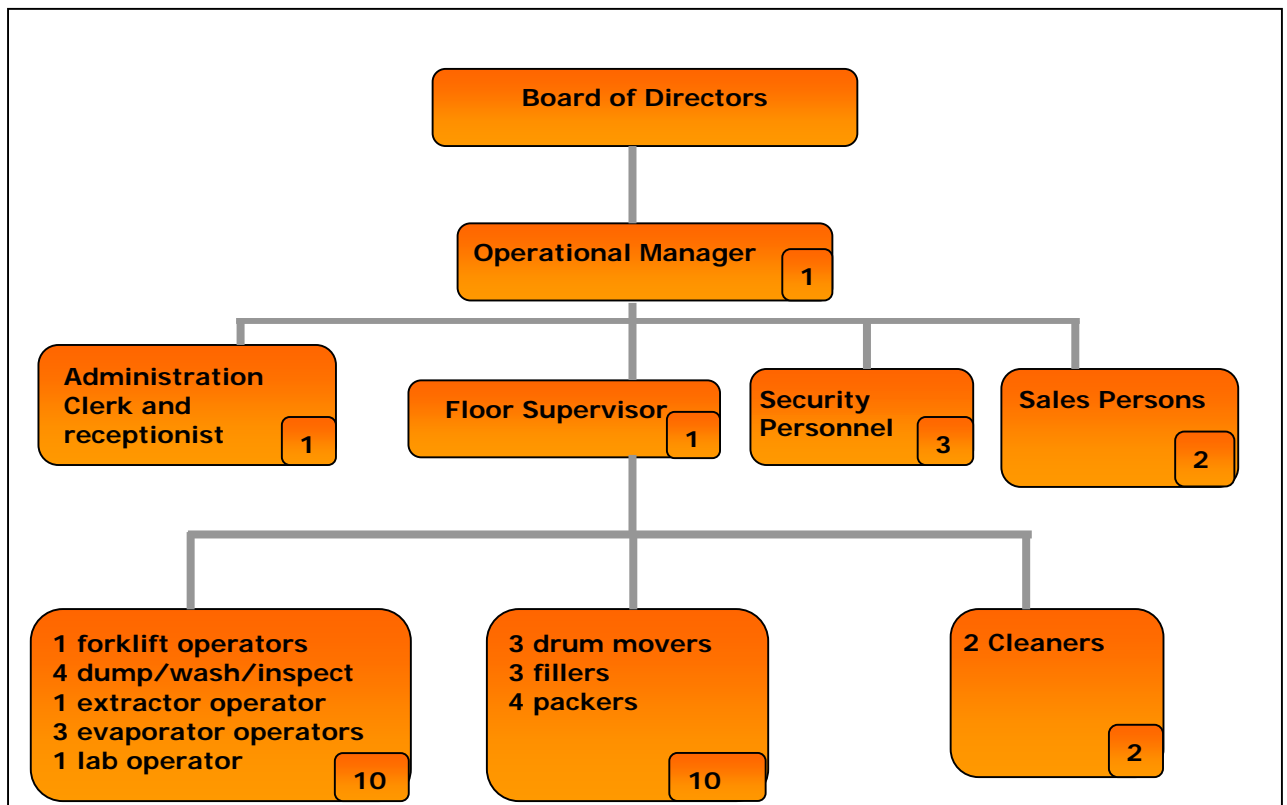 Board of Directors
Operational Manager
1
Administration
Clerk and
receptionist
1
Floor Supervisor
1
Security
Personnel
3
Sales Persons
2
1 forklift operators
4 dump/wash/inspect
1 extractor operator
3 evaporator operators
1 lab operator
10
3 drum movers
3 fillers
4 packers
10
2 Cleaners
2